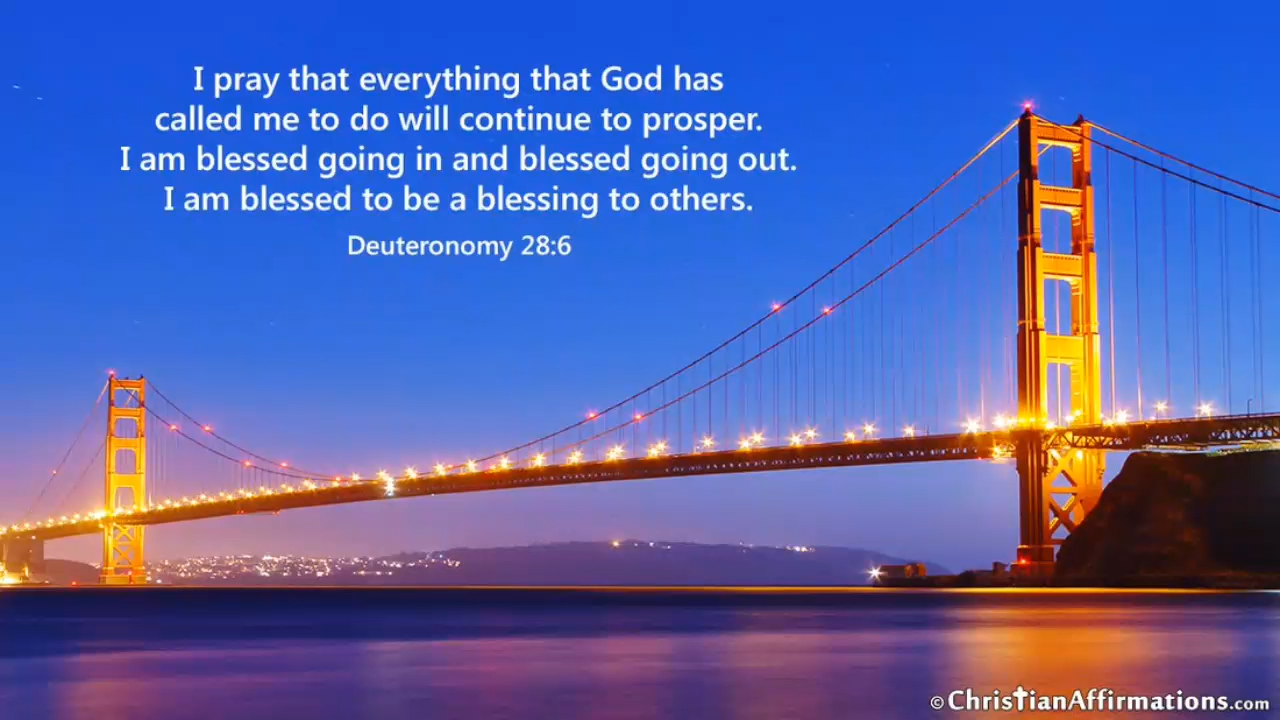 I pray that everything that God has
called me to do will continue to prosper.
I am blessed going in and blessed going out.
I am blessed to be a blessing to others.
Deuteronomy 28:6
©ChrisTianAffirmations.com